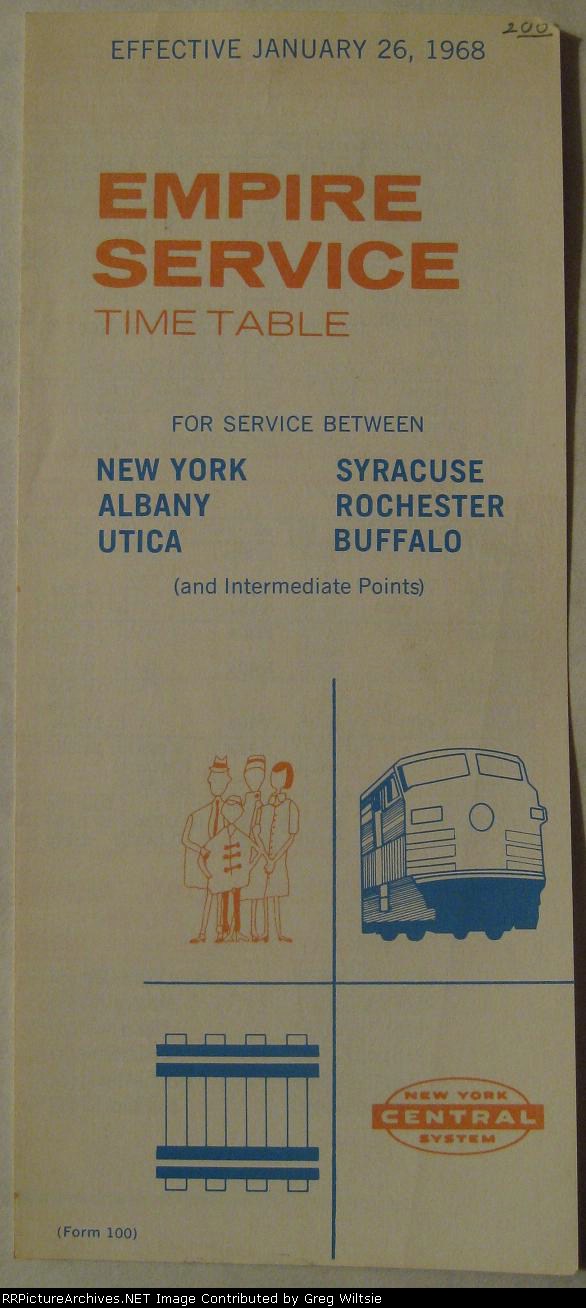 200
EFFECTIVE JANUARY 26, 1968
EMPIRE
SERVICE
TIME TABLE
FOR SERVICE BETWEEN
NEW YORK SYRACUSE
ALBANY ROCHESTER
UTICA BUFFALO
(and Intermediate Points)
NEW YORK
CENTRAL
SYSTEM
(Form 100)
RRPictureArchives.NET Image Contributed by Greg Wiltsie